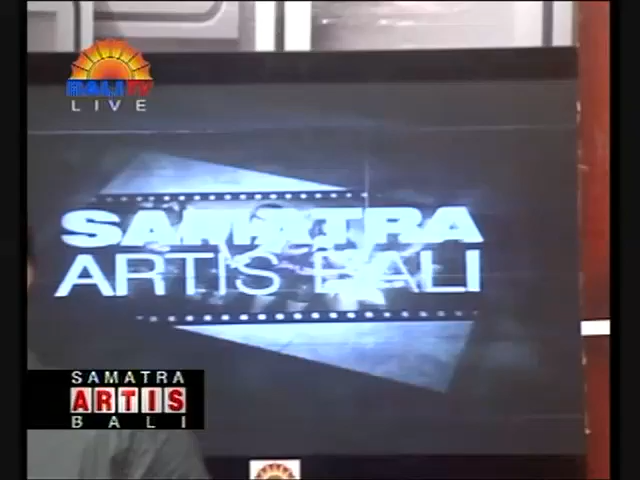 BALI TV
LIVE
SAMATRA
ARTIS BALI
SAMATRA
ARTIS
BALI